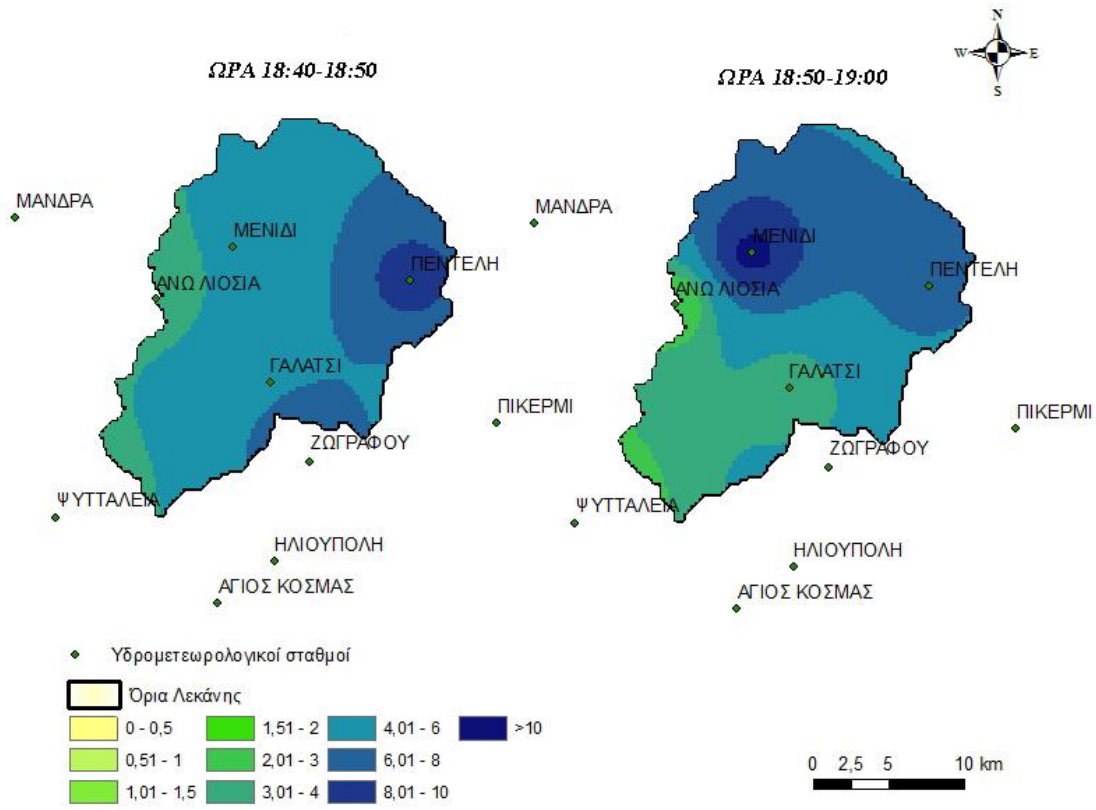 ΩΡΑ 18:40-18:50
ΩΡΑ 18:50-19:00
N
W E
S
ΜΑΝΔΡΑ
ΜΕΝΙΔΙ
ΠΕΝΤΕΛΗ
ΑΝΩ ΛΙΟΣΙΑ
ΓΑΛΑΤΣΙ
ΠΙΚΕΡΜΙ
ΖΩΓΡΑΦΟΥ
ΨΥΤΤΑΛΕΙΑ
ΗΛΙΟΥΠΟΛΗ
ΑΓΙΟΣ ΚΟΣΜΑΣ
ΜΑΝΔΡΑ
ΜΕΝΙΔΙ
ΠΕΝΤΕΛΗ
ΑΝΩ ΛΙΟΣΙΑ
ΓΑΛΑΤΣΙ
ΠΙΚΕΡΜΙ
ΖΩΓΡΑΦΟΥ
ΨΥΤΤΑΛΕΙΑ
ΗΛΙΟΥΠΟΛΗ
ΑΓΙΟΣ ΚΟΣΜΑΣ
Υδρομετεωρολογικοί σταθμοί
Όρια Λεκάνης
0 - 0,5 1,51 - 2 4,01 - 6 >10
0,51 - 1 2,01 - 3 6,01 - 8
1,01 - 1,5 3,01 - 4 8,01 - 10
0 2,5 5 10 km